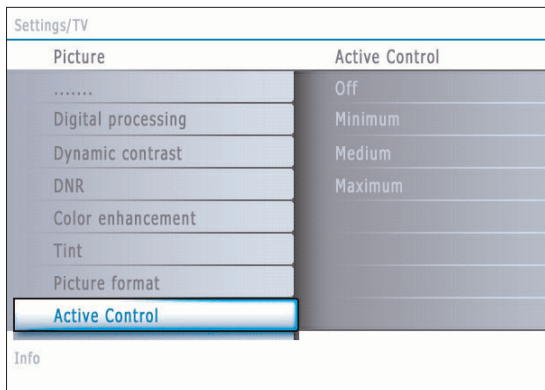 Settings/TV
Picture
Active Control
.......
Off
Digital processing
Minimum
Dynamic contrast
Medium
DNR
Maximum
Color enhancement
Tint
Picture format
Active Control
Info